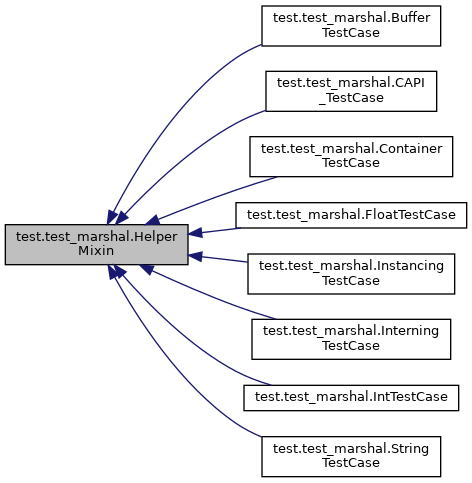 test.test_marshal.Buffer
TestCase
test.test_marshal.CAPI
_TestCase
test.test_marshal.Container
TestCase
test.test_marshal.FloatTestCase
test.test_marshal.Helper
Mixin
test.test_marshal.Instancing
TestCase
test.test_marshal.Interning
TestCase
test.test_marshal.IntTestCase
test.test_marshal.String
TestCase